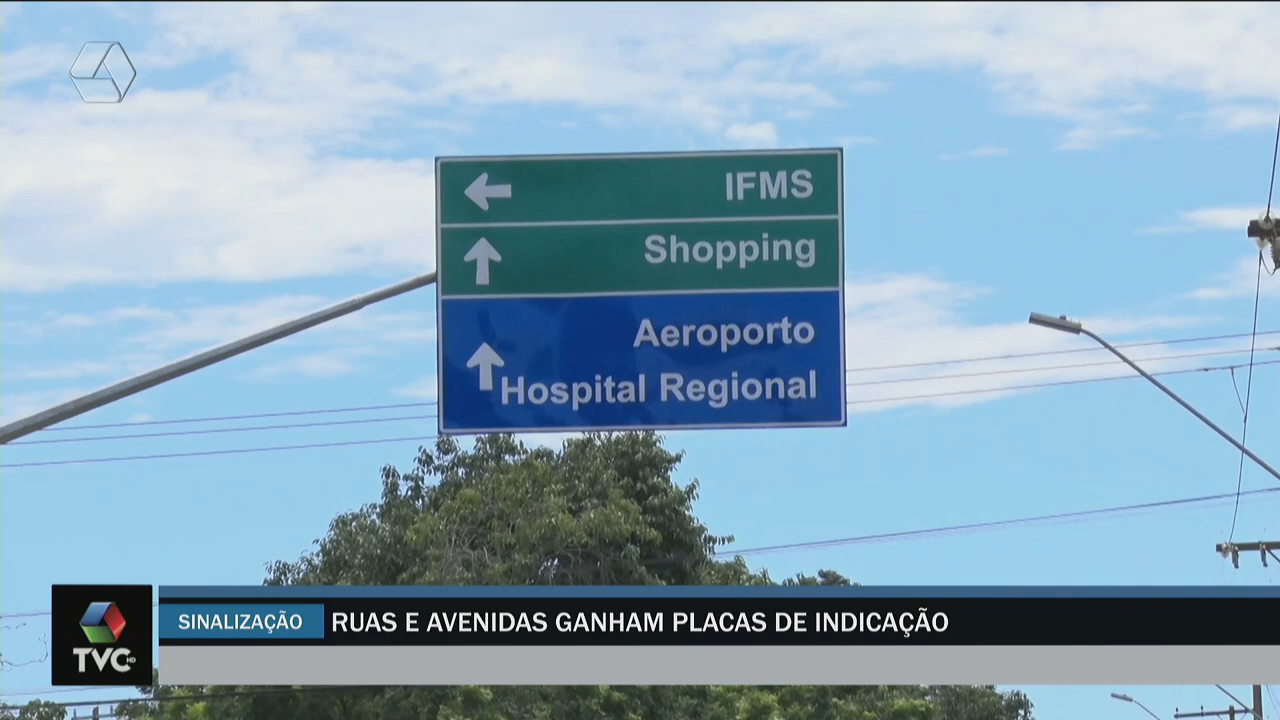 IFMS
Shopping
Aeroporto
Hospital Regional
SINALIZAÇÃO
RUAS E AVENIDAS GANHAM PLACAS DE INDICAÇÃO
TVC HD